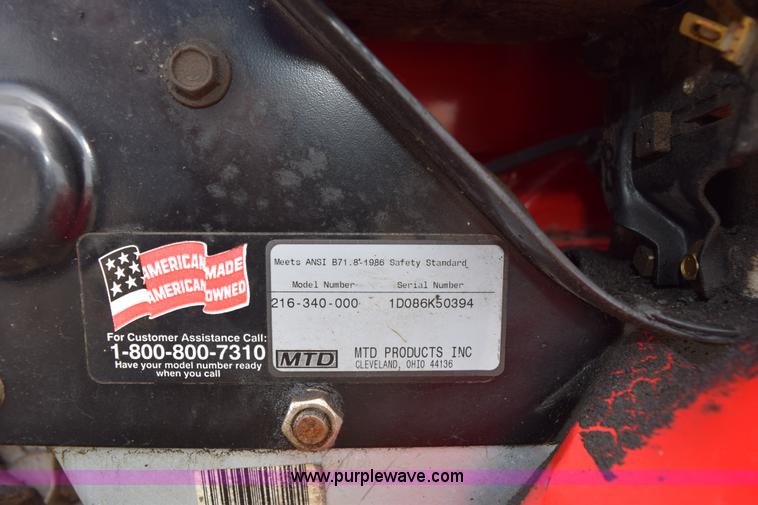 AMERICAN MADE
AMERICAN OWNED
For Customer Assistance Call:
1-800-800-7310
Have your model number ready
when you call
Meets ANSI B71.8-1986 Safety Standard
Model Number Serial Number
216-340-000 1D086K50394
MTD
MTD PRODUCTS INC
CLEVELAND, OHIO 44136
www.purplewave.com